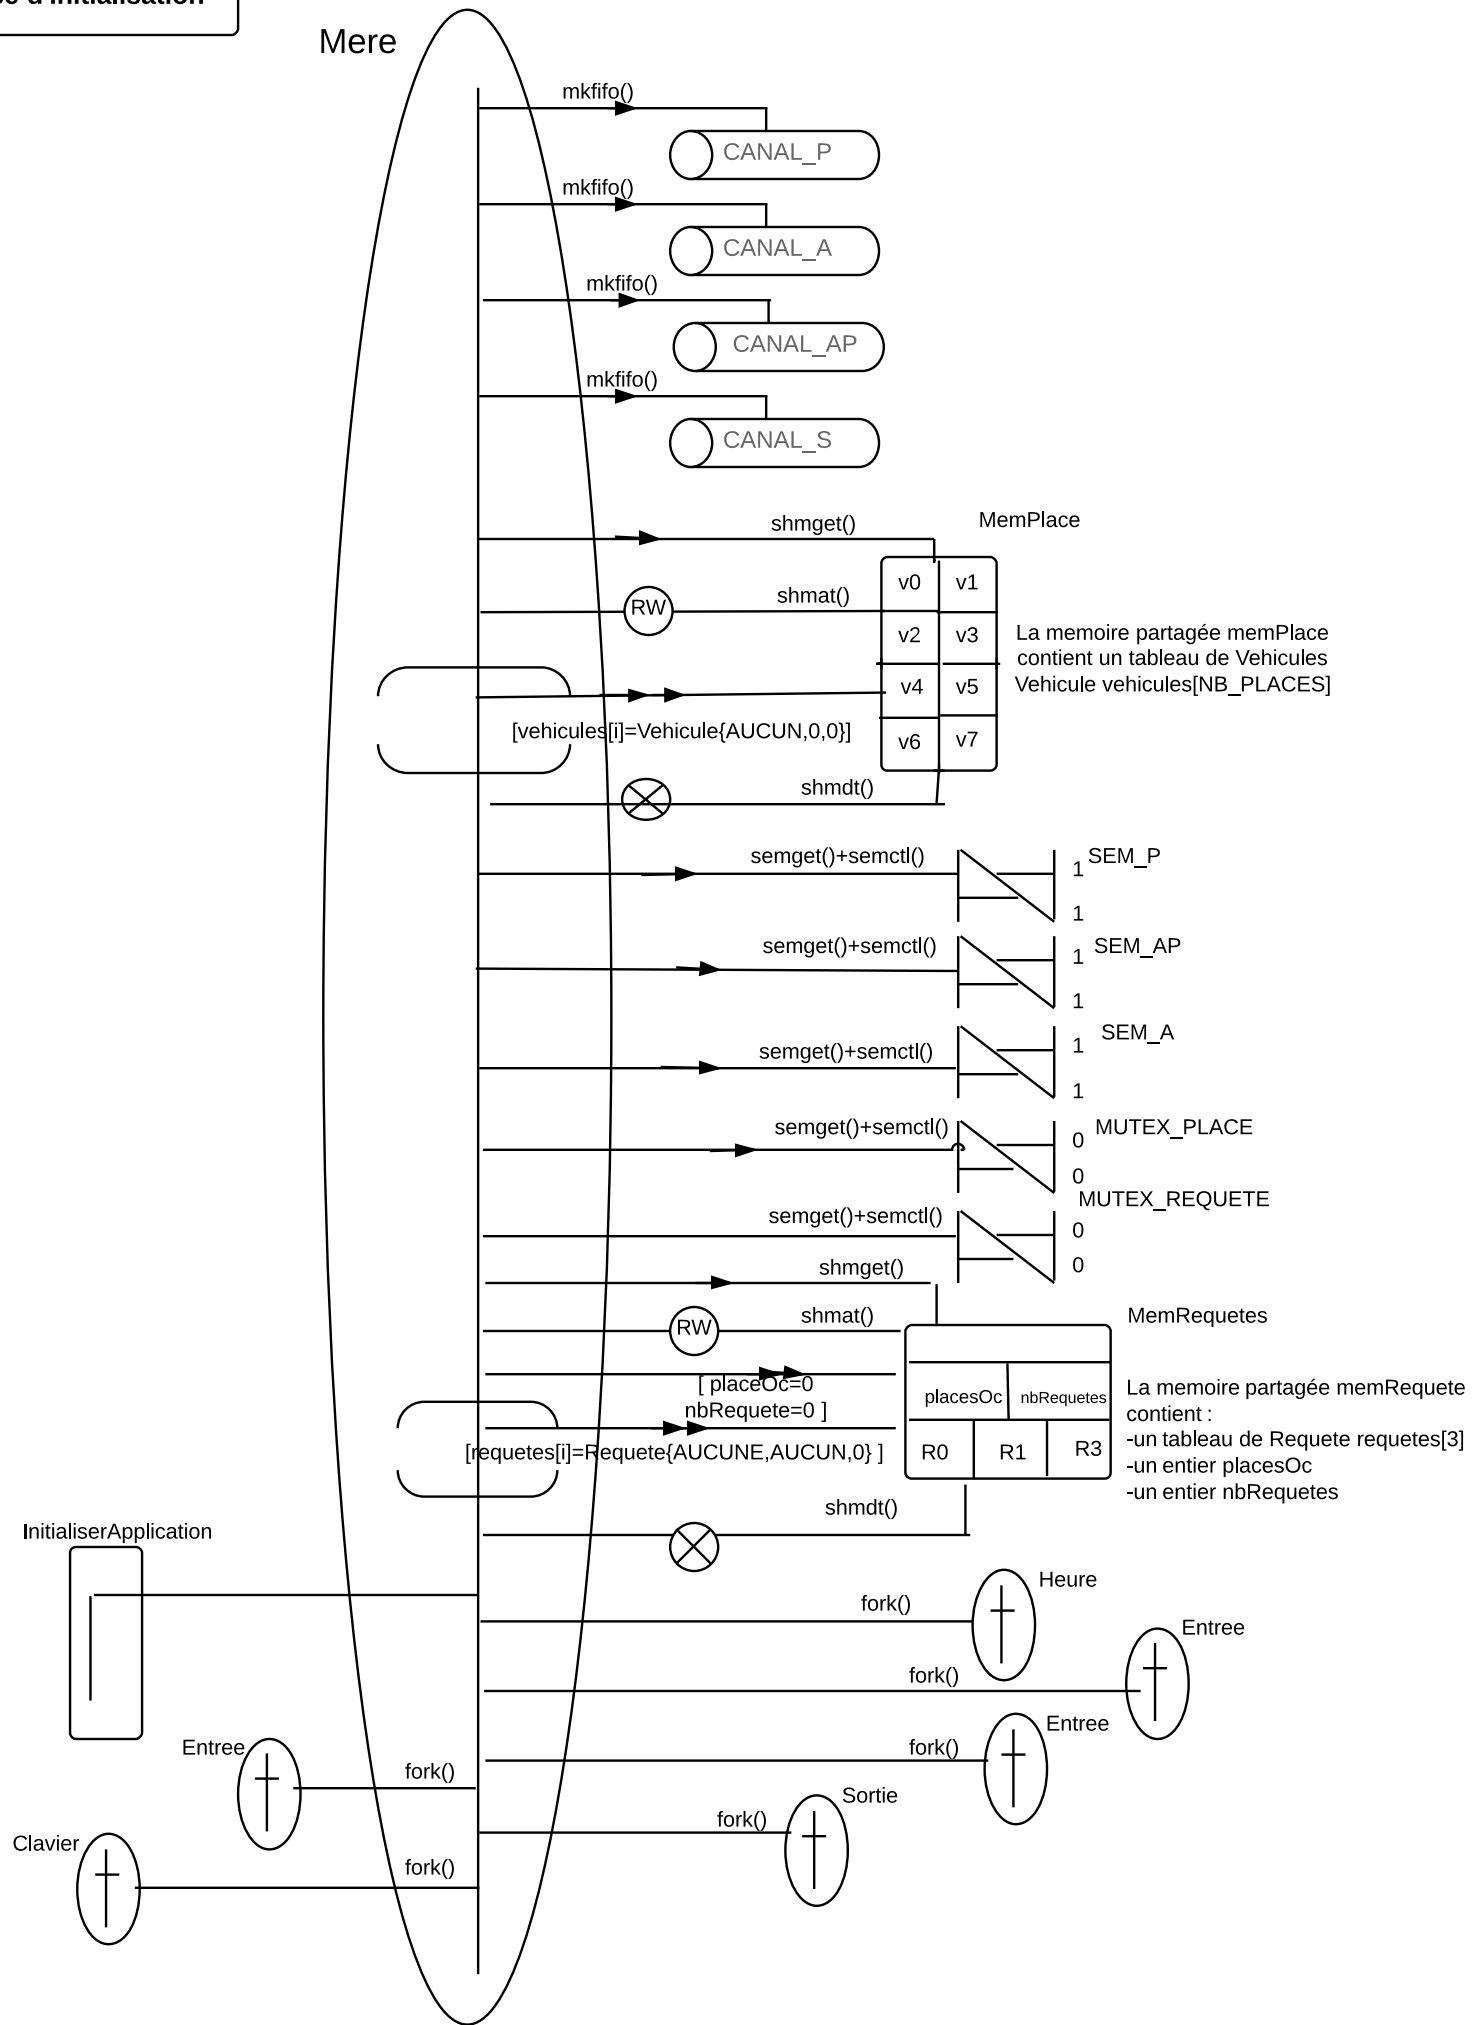 d'initialisation
Mere
mkfifo()
CANAL_P
mkfifo()
CANAL_A
mkfifo()
CANAL_AP
mkfifo()
CANAL_S
shmget()
MemPlace
v0 v1
shmat()
RW
v2 v3
La memoire partagée memPlace
contient un tableau de Vehicules
Vehicule vehicules[NB_PLACES]
v4 v5
[vehicules[i]=Vehicule{AUCUN,0,0}]
v6 v7
shmdt()
semget()+semctl()
SEM_P
1
1
semget()+semctl()
SEM_AP
1
1
semget()+semctl()
SEM_A
1
1
semget()+semctl()
MUTEX_PLACE
0
0
MUTEX_REQUETE
semget()+semctl()
0
0
shmget()
shmat()
RW
MemRequetes
[ placeOc=0
nbRequete=0 ]
placesOc nbRequetes
La memoire partagée memRequete
contient :
-un tableau de Requete requetes[3]
-un entier placesOc
-un entier nbRequetes
[requetes[i]=Requete{AUCUNE,AUCUN,0} ]
R0 R1 R3
shmdt()
InitialiserApplication
Heure
fork()
Entree
fork()
Entree
fork()
Entree
fork()
Sortie
fork()
Clavier
fork()